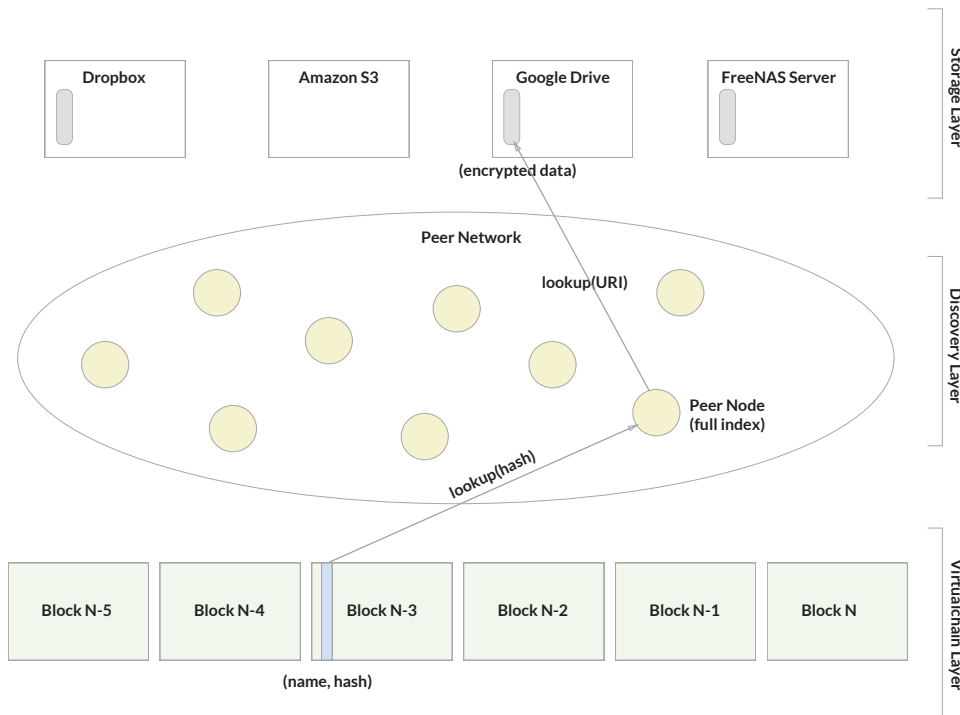 Dropbox
Amazon S3
Google Drive
FreeNAS Server
Storage Layer
(encrypted data)
Peer Network
lookup(URI)
Discovery Layer
Peer Node
(full index)
lookup(hash)
Block N-5
Block N-4
Block N-3
Block N-2
Block N-1
Block N
Virtualchain Layer
(name, hash)